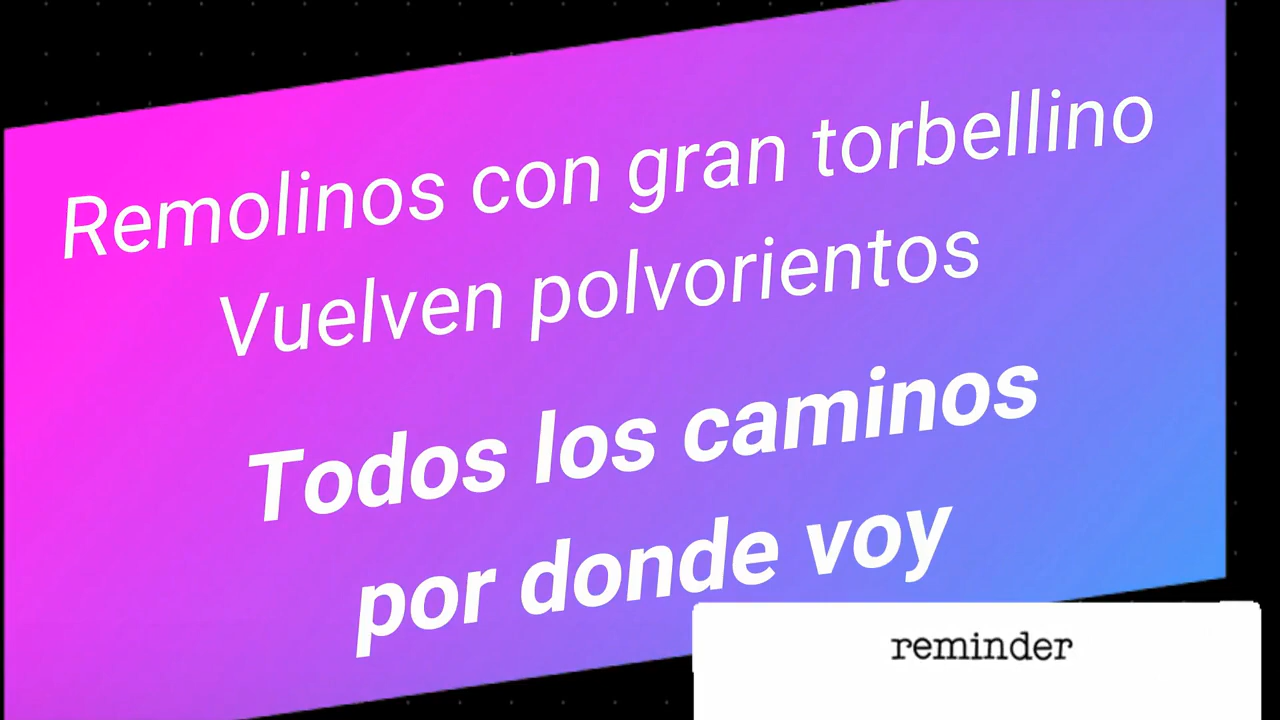 Remolinos con gran torbellino
Vuelven polvorientos
Todos los caminos
por donde voy
reminder